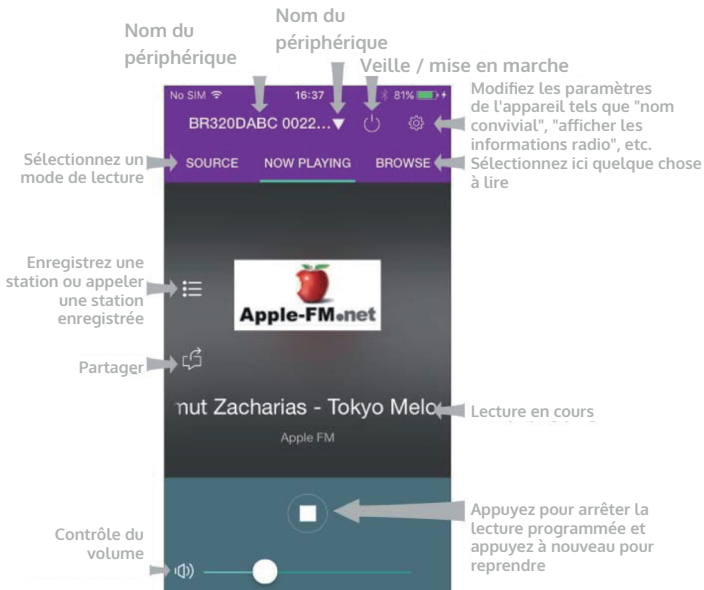 Nom du
périphérique
Nom du
périphérique
Veille / mise en marche
No SIM 16:37 81%
BR320DABC 0022...▼
Modifiez les paramètres
de l'appareil tels que "nom
convivial", "afficher les
informations radio", etc.
Sélectionnez un
mode de lecture
SOURCE NOW PLAYING BROWSE
Sélectionnez ici quelque chose
à lire
Enregistrez une
station ou appeler
une station
enregistrée
Apple-FM.net
Partager
nut Zacharias - Tokyo Melo
Lecture en cours
Apple FM
Appuyez pour arrêter la
lecture programmée et
appuyez à nouveau pour
reprendre
Contrôle du
volume